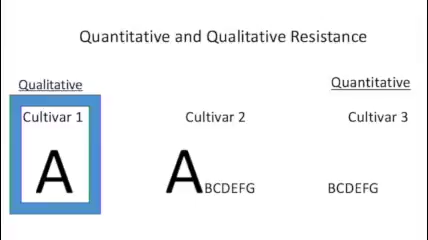 Quantitative and Qualitative Resistance
Qualitative
Quantitative
Cultivar 1
Cultivar 2
Cultivar 3
A
ABCDEFG
BCDEFG